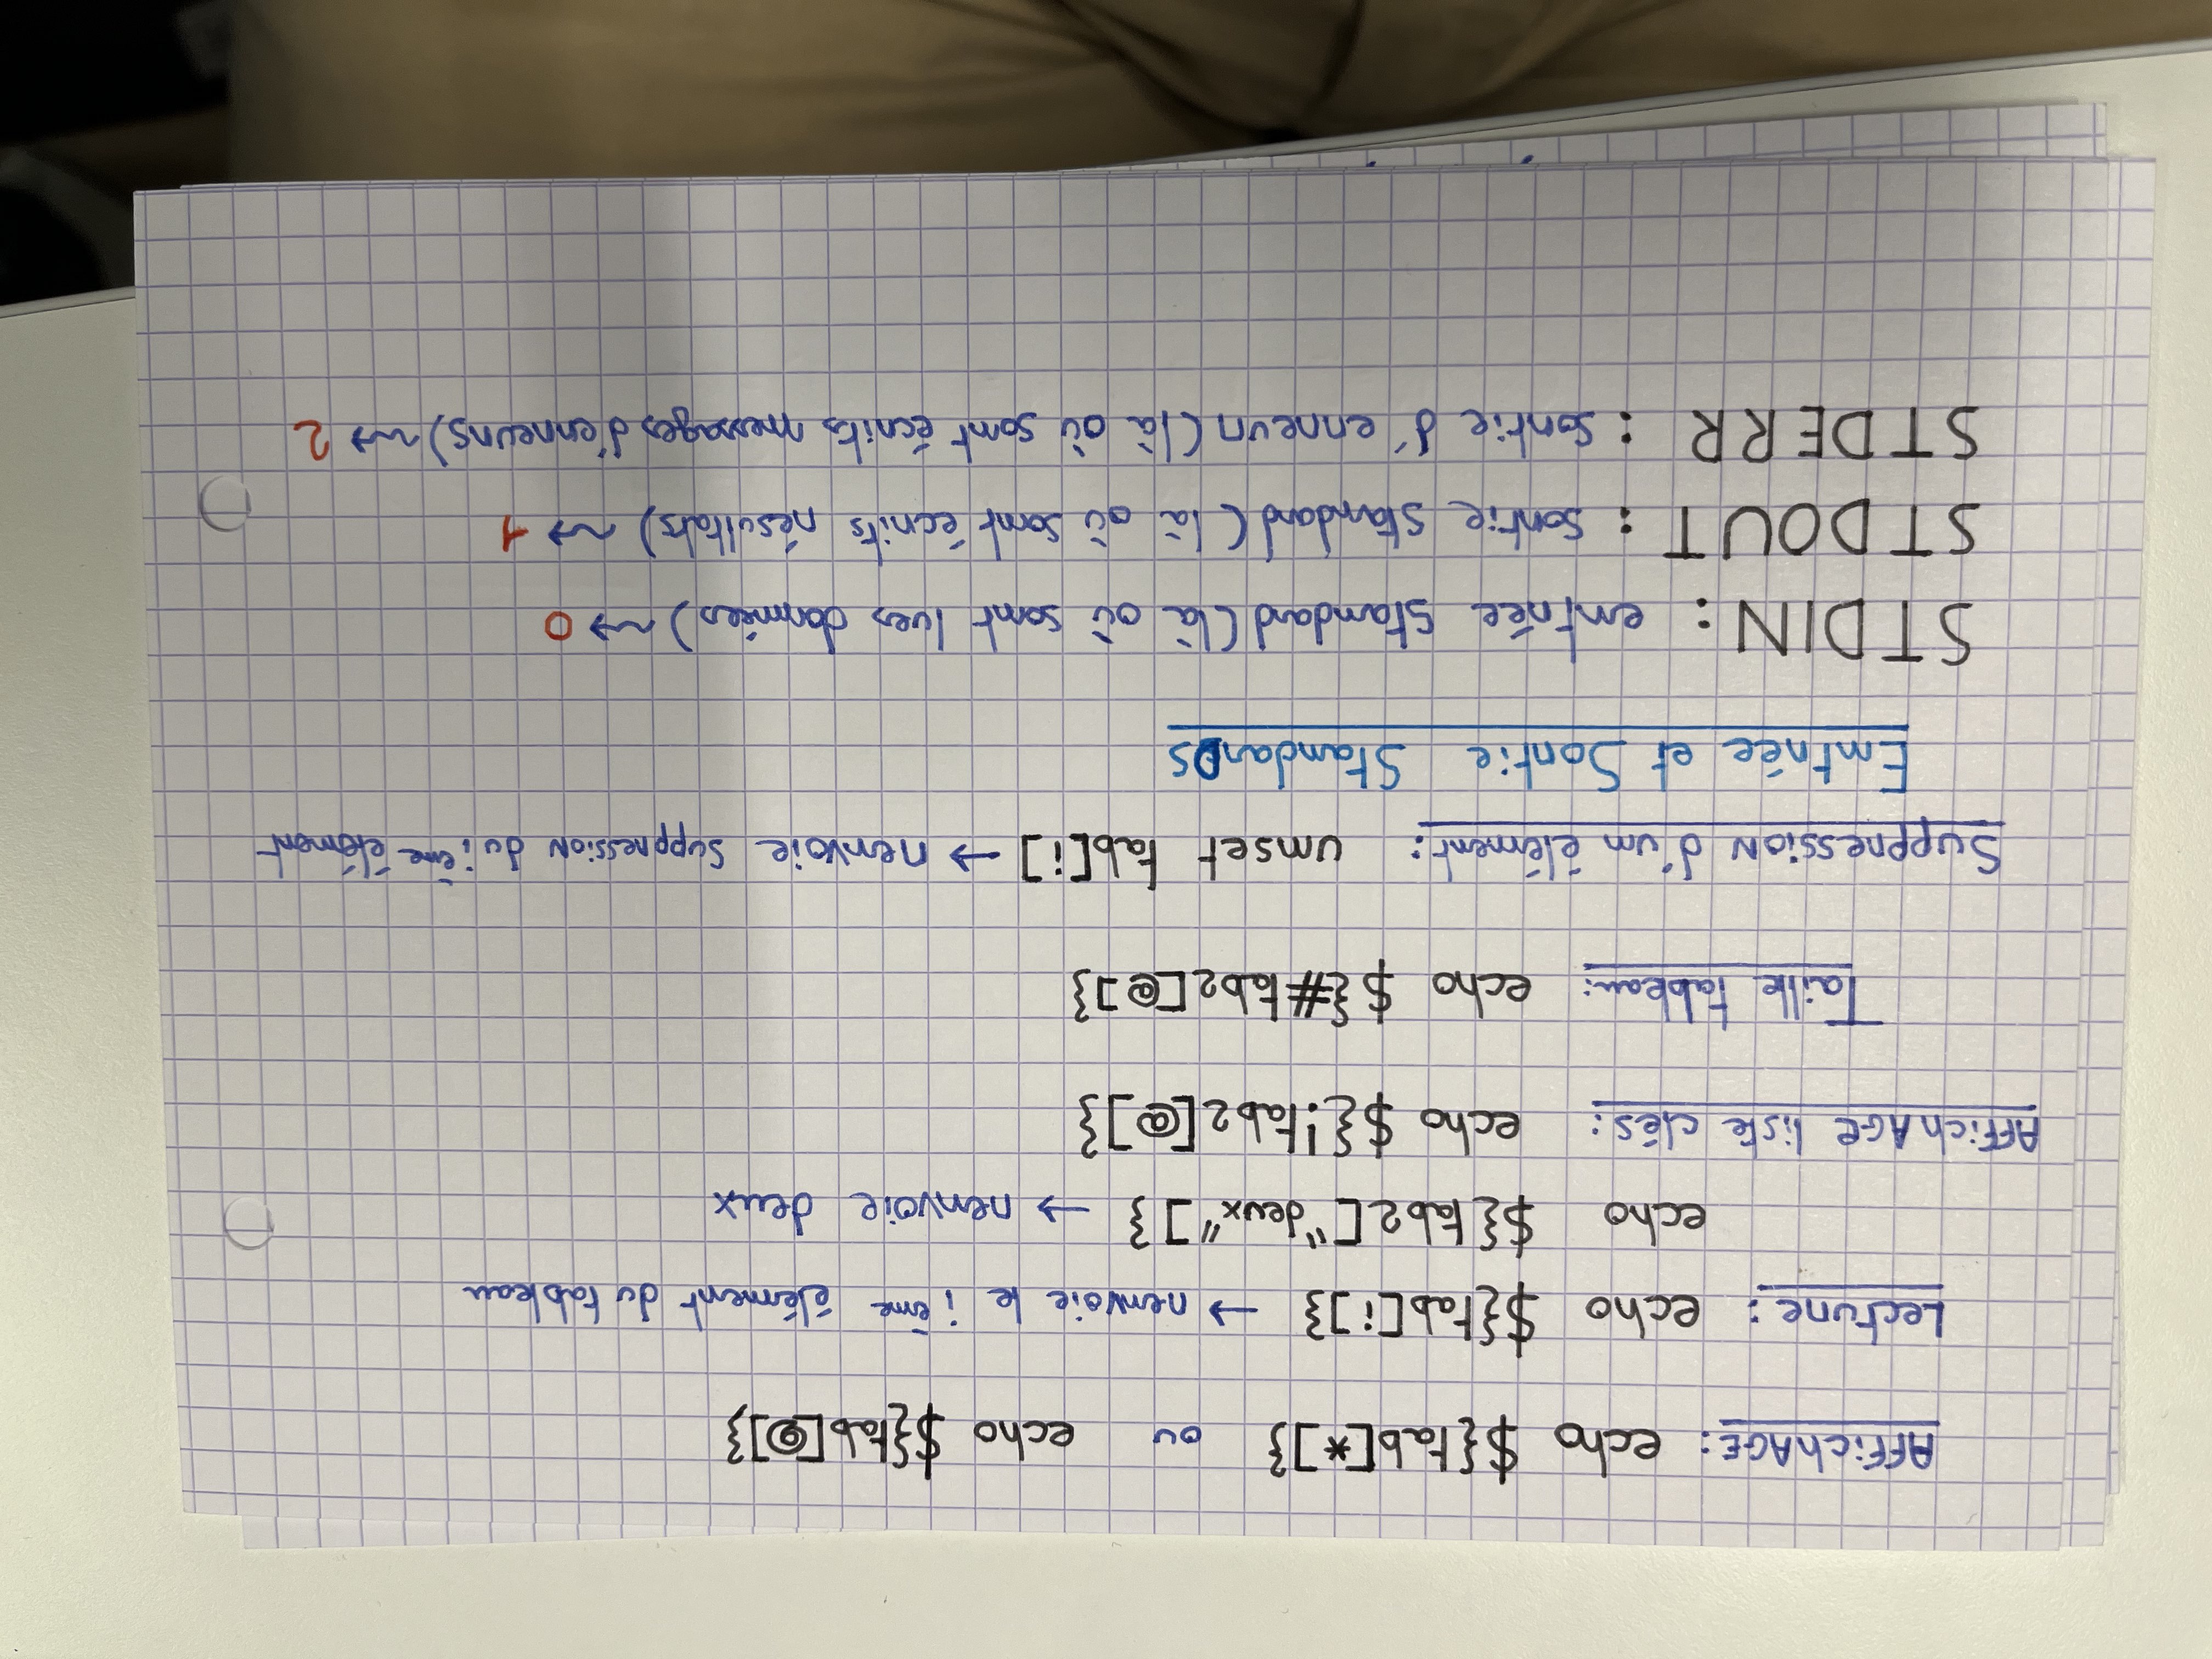 Affichage: echo ${tab[*]} ou echo ${tab[@]}
Lecture: echo ${tab[i]} → renvoie le ième élément du tableau
echo ${tab2["deux"]} → renvoie deux
Affichage liste clés: echo ${!tab2[@]}
Taille tableau: echo ${#tab2[@]}
Suppression d'un élément: unset tab[i] → renvoie suppression du ième élément
Entrée et Sortie Standards
STDIN: entrée standard (là où sont lues données) ⇝ 0
STDOUT: sortie standard (là où sont écrits résultats) ⇝ 1
STDERR : sortie d'erreur (là où sont écrits messages d'erreurs) ⇝ 2